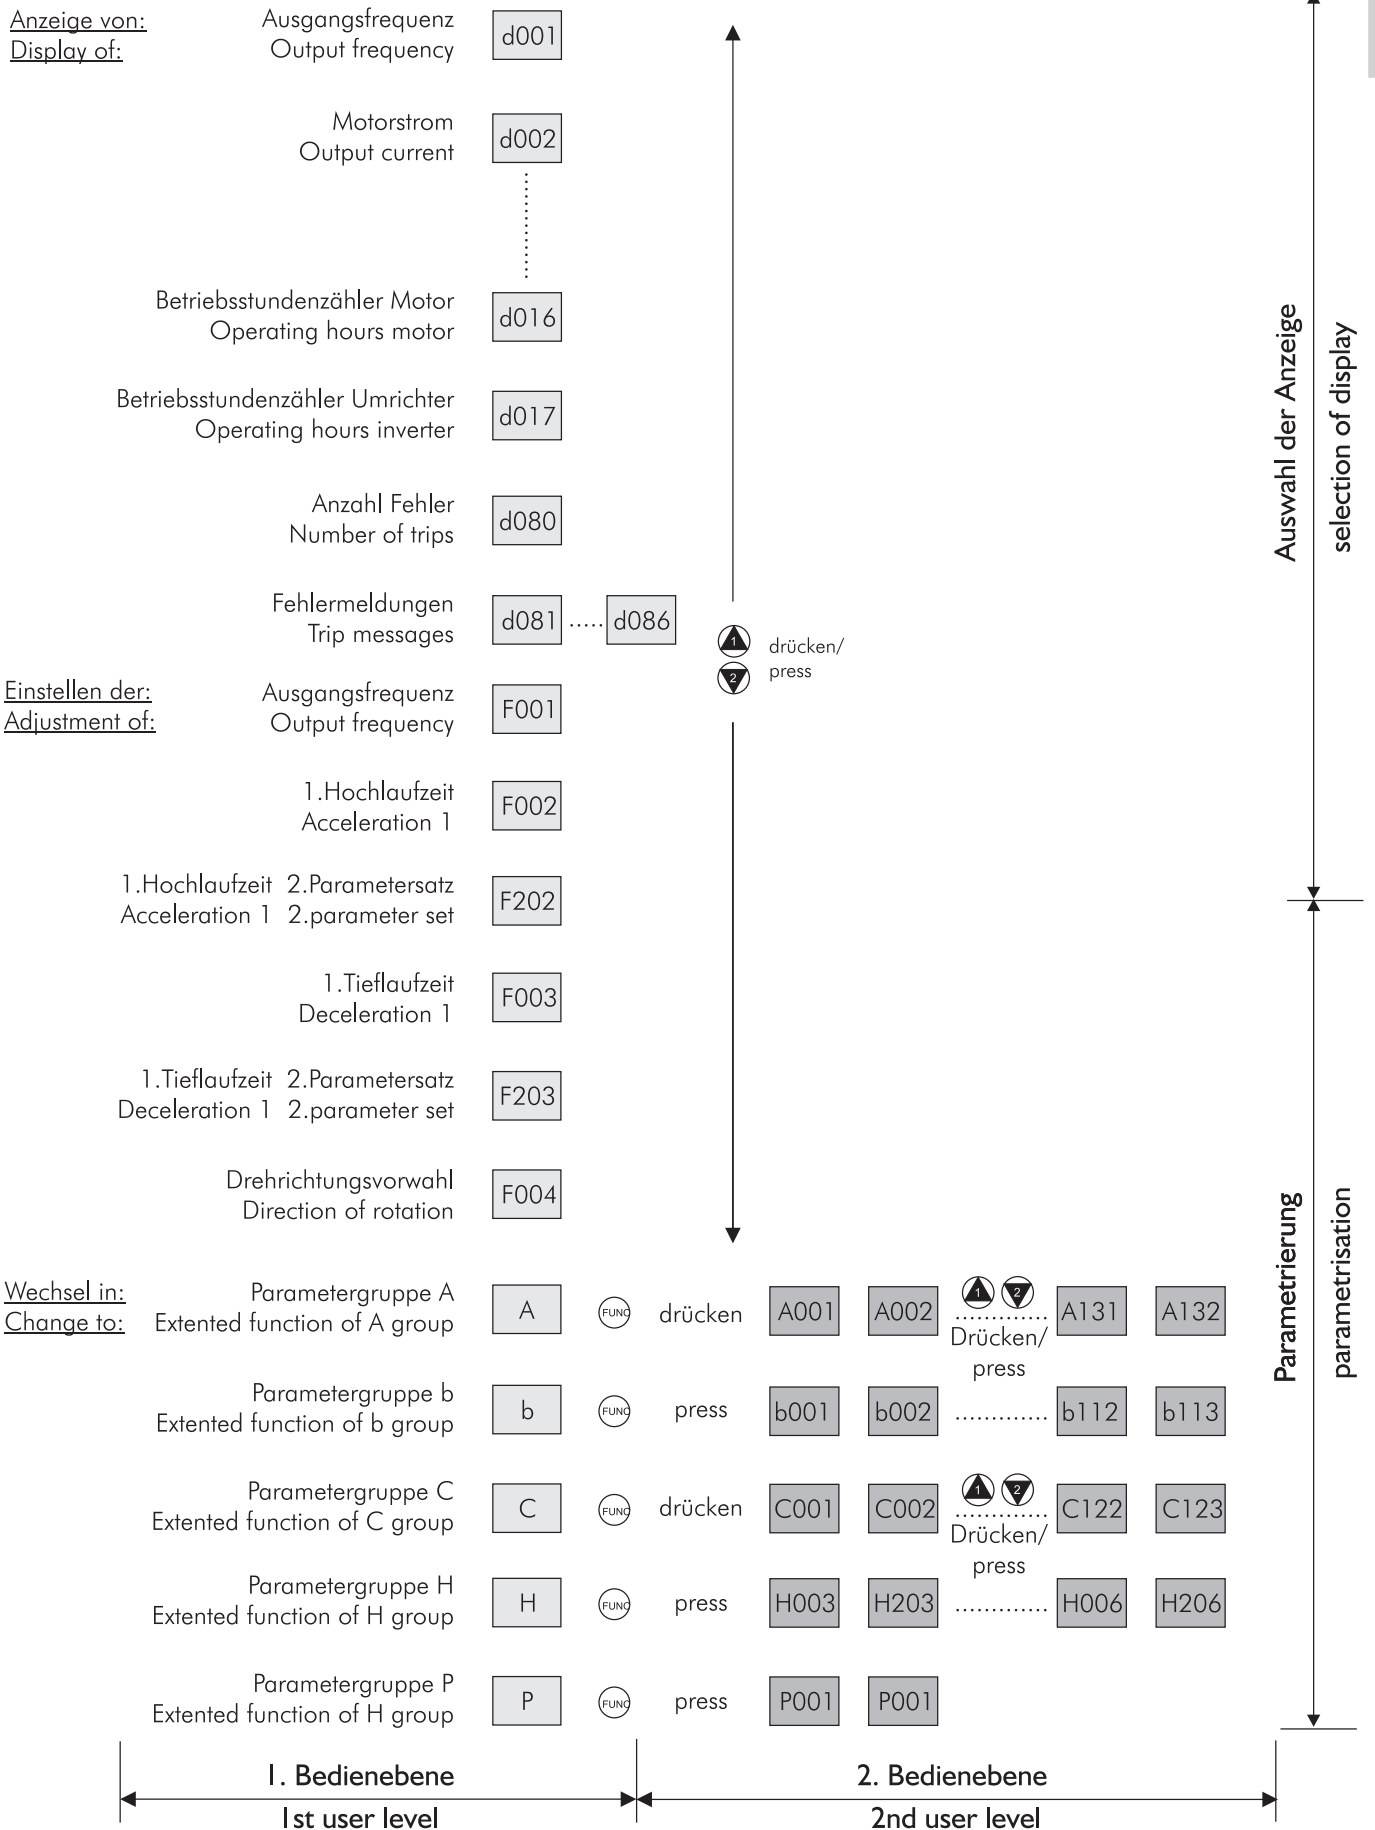 Anzeige von:
Display of:
Ausgangsfrequenz
Output frequency
d001
Motorstrom
Output current
d002
Betriebsstundenzähler Motor
Operating hours motor
d016
Betriebsstundenzähler Umrichter
Operating hours inverter
d017
Anzahl Fehler
Number of trips
d080
Fehlermeldungen
Trip messages
d081 ..... d086
1
2
drücken/
press
Einstellen der:
Adjustment of:
Ausgangsfrequenz
Output frequency
F001
1.Hochlaufzeit
Acceleration 1
F002
1.Hochlaufzeit 2.Parametersatz
Acceleration 1 2.parameter set
F202
1.Tieflaufzeit
Deceleration 1
F003
1.Tieflaufzeit 2.Parametersatz
Deceleration 1 2.parameter set
F203
Drehrichtungsvorwahl
Direction of rotation
F004
Wechsel in:
Change to:
Parametergruppe A
Extented function of A group
A FUNC drücken A001 A002 ............. A131 A132
1 2
Drücken/
press
Parametergruppe b
Extented function of b group
b FUNC press b001 b002 ............. b112 b113
Parametergruppe C
Extented function of C group
C FUNC drücken C001 C002 ............. C122 C123
1 2
Drücken/
press
Parametergruppe H
Extented function of H group
H FUNC press H003 H203 ............. H006 H206
Parametergruppe P
Extented function of H group
P FUNC press P001 P001
Auswahl der Anzeige
selection of display
Parametrierung
parametrisation
1. Bedienebene
1st user level
2. Bedienebene
2nd user level